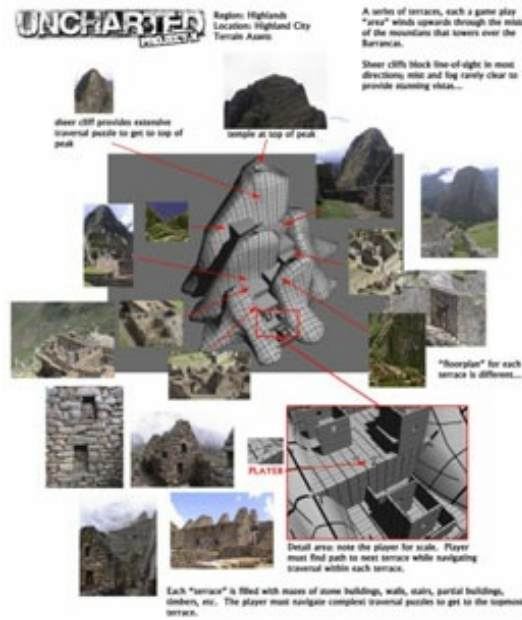 UNCHARTED
PROJECT
Region: Highlands
Location: Highland City
Terrain Assets
A series of terraces, each a game play
"area" winds upwards through the mist
of the mountians that towers over the
Barrancas.
Sheer cliffs block line-of-sight in most
directions; mist and fog rarely clear to
provide stunning vistas...
sheer cliff provides extensive
traversal puzzle to get to top of
peak
temple at top of peak
"floorplan" for each
terrace is different...
PLAYER
Detail area: note the player for scale. Player
must find path to next terrace while navigating
traversal within each terrace.
Each "terrace" is filled with mazes of stone buildings, walls, stairs, partial buildings,
timbers, etc. The player must navigate complext traversal puzzles to get to the topmost
terrace.